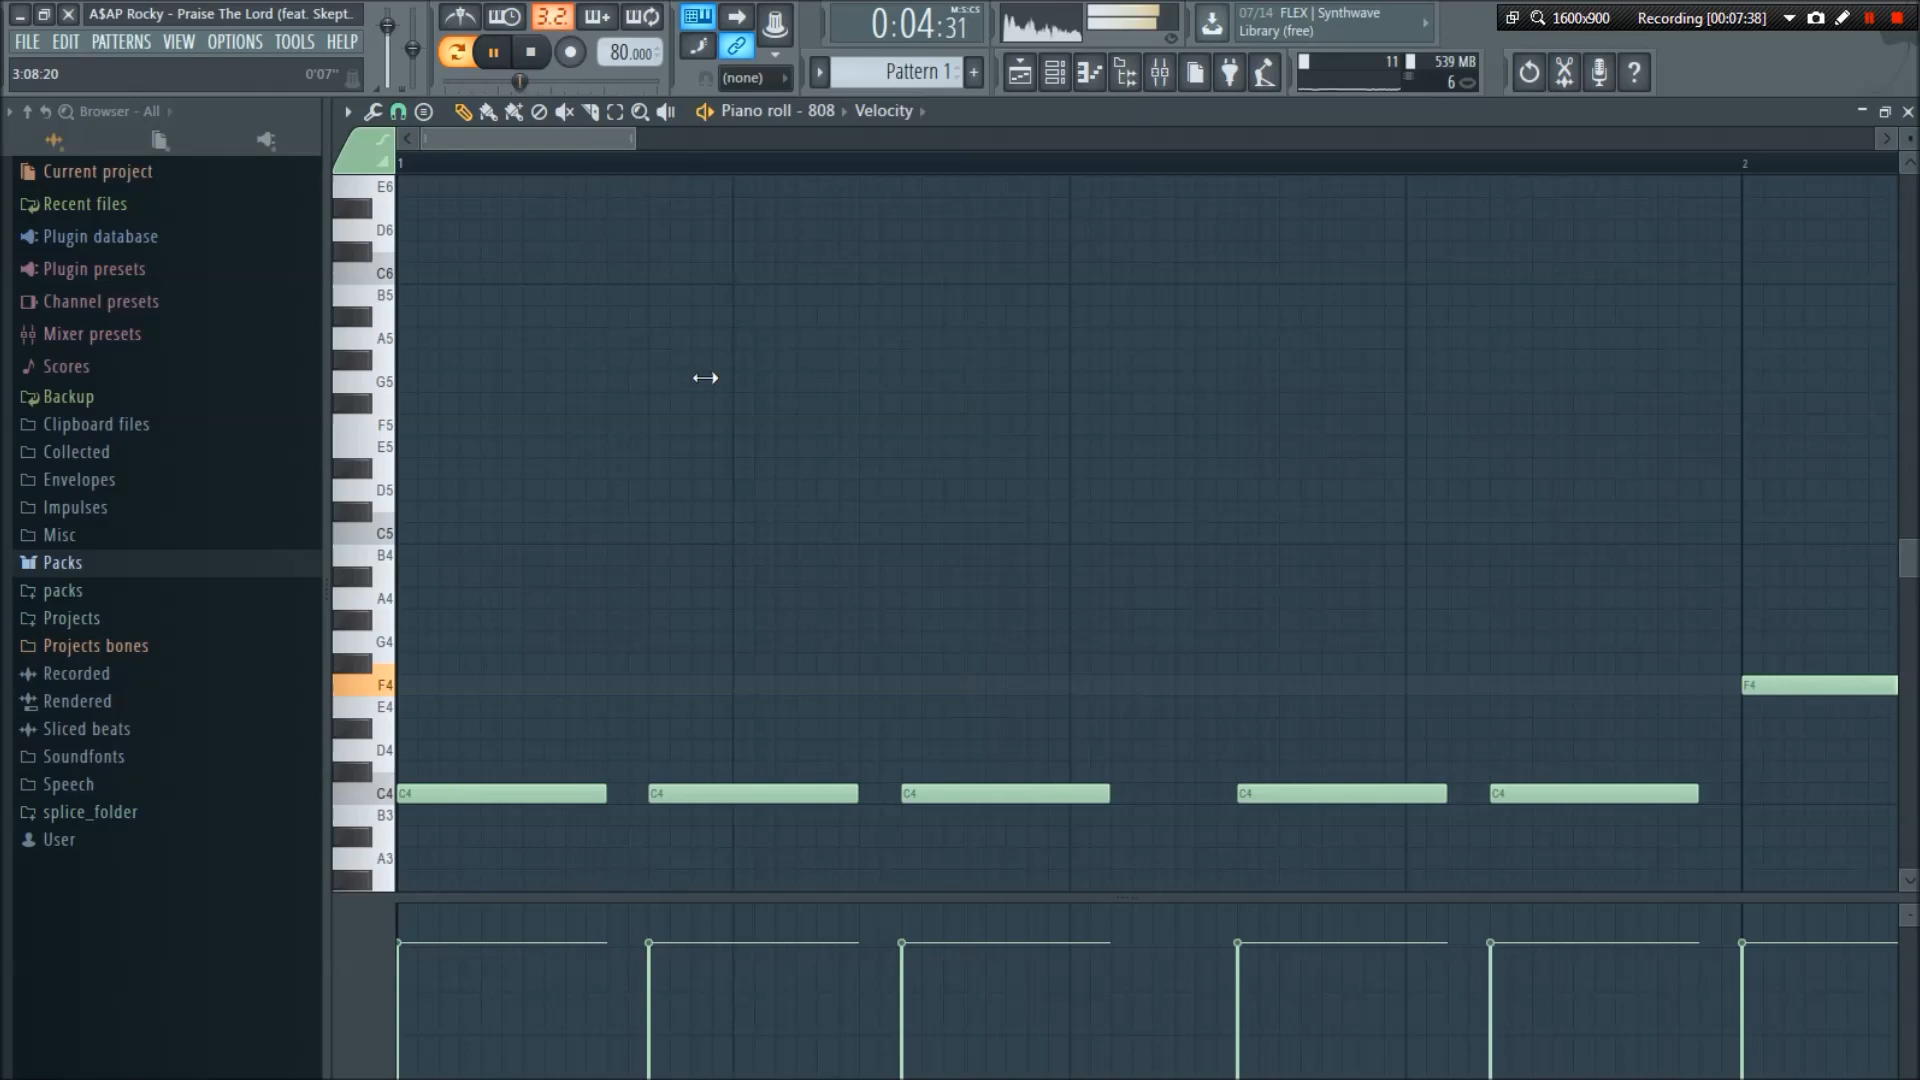 A$AP Rocky - Praise The Lord (feat. Skept..
FILE EDIT PATTERNS VIEW OPTIONS TOOLS HELP
3:08:20 0'07"
3.2.
80.000
(none)
0:04:31 M:S:CS
Pattern 1
07/14 FLEX | Synthwave
Library (free)
11 539 MB
6
1600x900 Recording [00:07:38]
Browser - All
Piano roll - 808 Velocity
Current project
Recent files
Plugin database
Plugin presets
Channel presets
Mixer presets
Scores
Backup
Clipboard files
Collected
Envelopes
Impulses
Misc
Packs
packs
Projects
Projects bones
Recorded
Rendered
Sliced beats
Soundfonts
Speech
splice_folder
User
1 2
E6
D6
C6
B5
A5
G5
F5
E5
D5
C5
B4
A4
G4
F4 F4
E4
D4
C4 C4 C4 C4 C4 C4
B3
A3